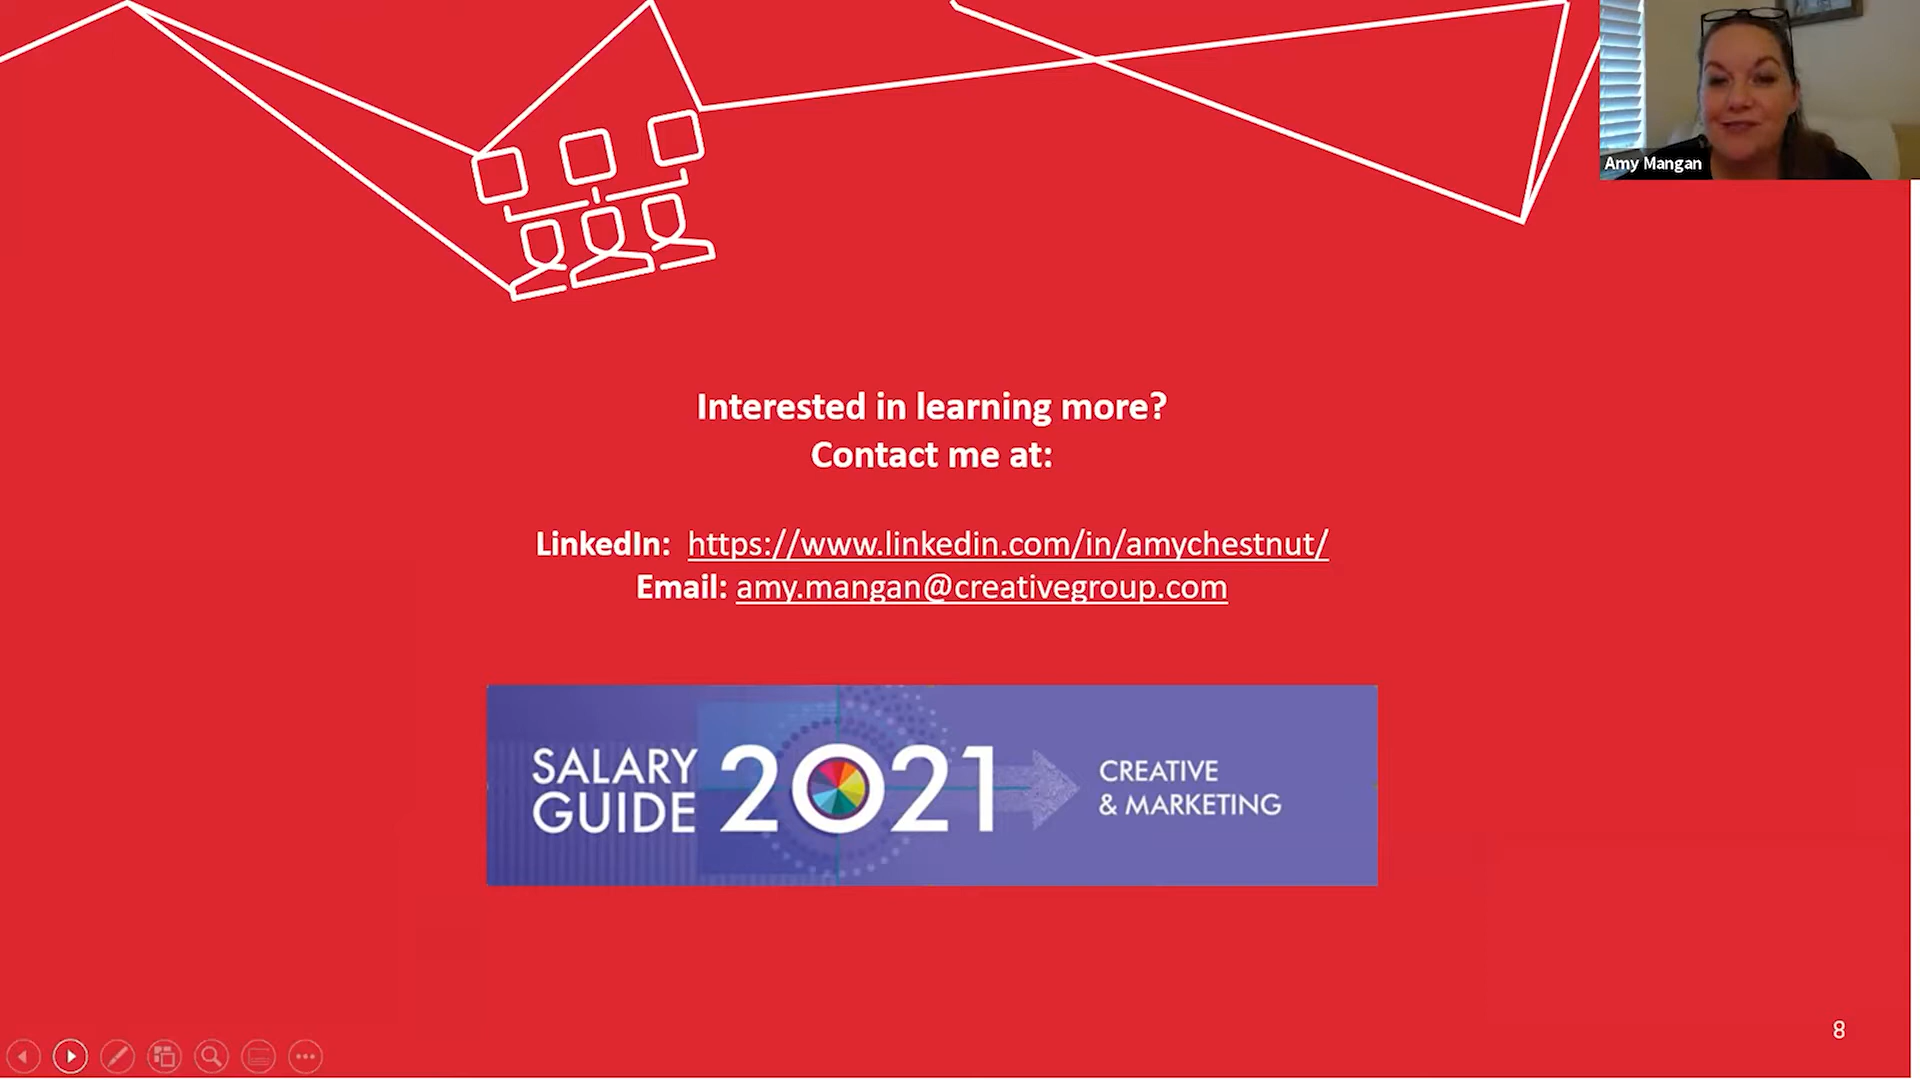 Amy Mangan
Interested in learning more?
Contact me at:
LinkedIn: https://www.linkedin.com/in/amychestnut/
Email: amy.mangan@creativegroup.com
SALARY
GUIDE
2021
CREATIVE
& MARKETING
8